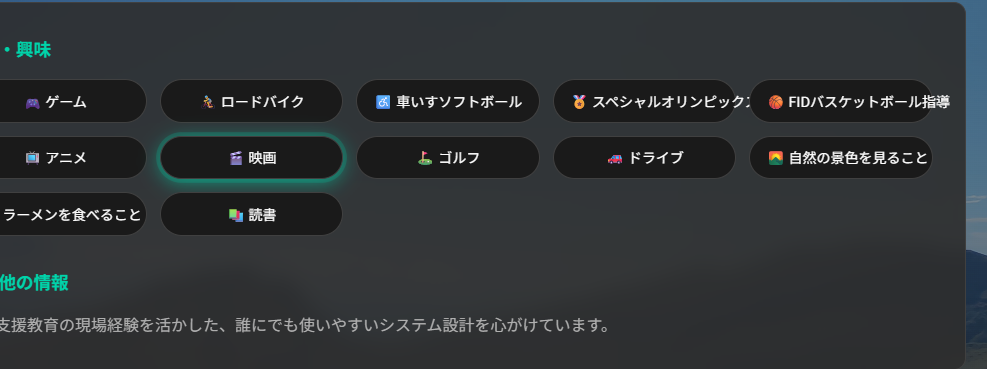 ・興味
🎮 ゲーム 🚴 ロードバイク ♿ 車いすソフトボール 🏅 スペシャルオリンピックス 🏀 FIDバスケットボール指導
📺 アニメ 🎬 映画 ⛳ ゴルフ 🚗 ドライブ 🌄 自然の景色を見ること
ラーメンを食べること 📚 読書
他の情報
支援教育の現場経験を活かした、誰にでも使いやすいシステム設計を心がけています。